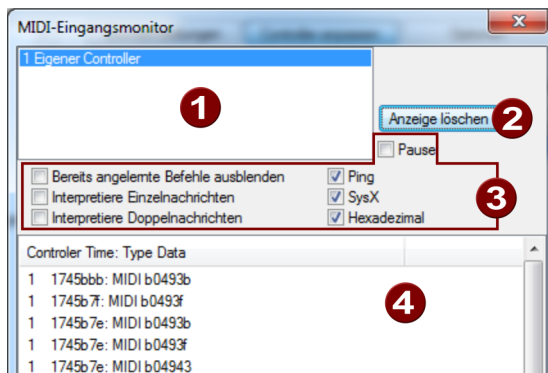 MIDI-Eingangsmonitor
1 Eigener Controller
1
Anzeige löschen 2
Pause
Bereits angelernte Befehle ausblenden Ping
Interpretiere Einzelnachrichten SysX
Interpretiere Doppelnachrichten Hexadezimal
3
Controler Time: Type Data
1 1745bbb: MIDI b0493b
1 1745b7f: MIDI b0493f
1 1745b7e: MIDI b0493b
1 1745b7e: MIDI b0493f
1 1745b7e: MIDI b04943
4